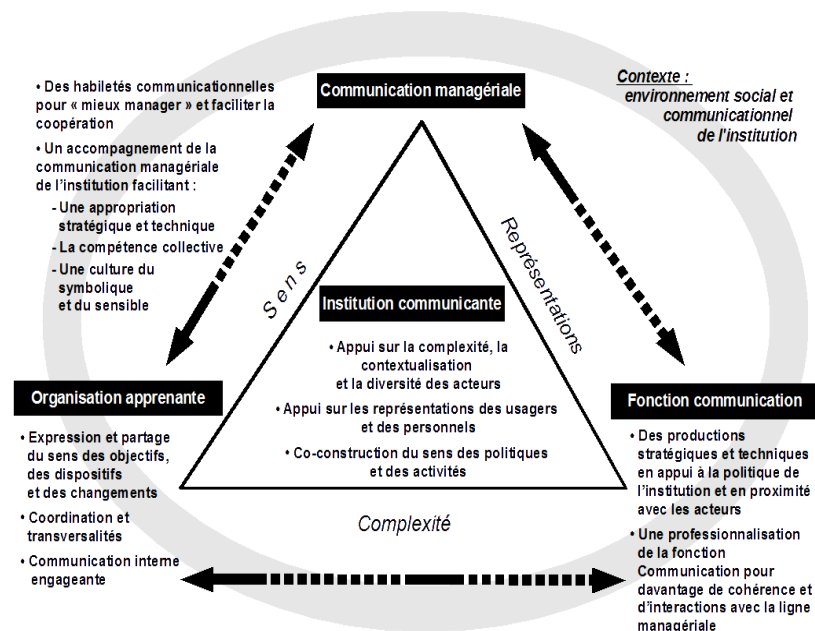 Communication managériale
• Des habiletés communicationnelles
pour « mieux manager » et faciliter la
coopération
• Un accompagnement de la
communication managériale
de l'institution facilitant :
- Une appropriation
stratégique et technique
- La compétence collective
- Une culture du
symbolique
et du sensible
Contexte :
environnement social et
communicationnel
de l'institution
Sens
Représentations
Institution communicante
• Appui sur la complexité, la
contextualisation
et la diversité des acteurs
• Appui sur les représentations des usagers
et des personnels
• Co-construction du sens des politiques
et des activités
Complexité
Organisation apprenante
• Expression et partage
du sens des objectifs,
des dispositifs
et des changements
• Coordination et
transversalités
• Communication interne
engageante
Fonction communication
• Des productions
stratégiques et techniques
en appui à la politique de
l'institution et en proximité
avec les acteurs
• Une professionnalisation
de la fonction
Communication pour
davantage de cohérence et
d'interactions avec la ligne
managériale